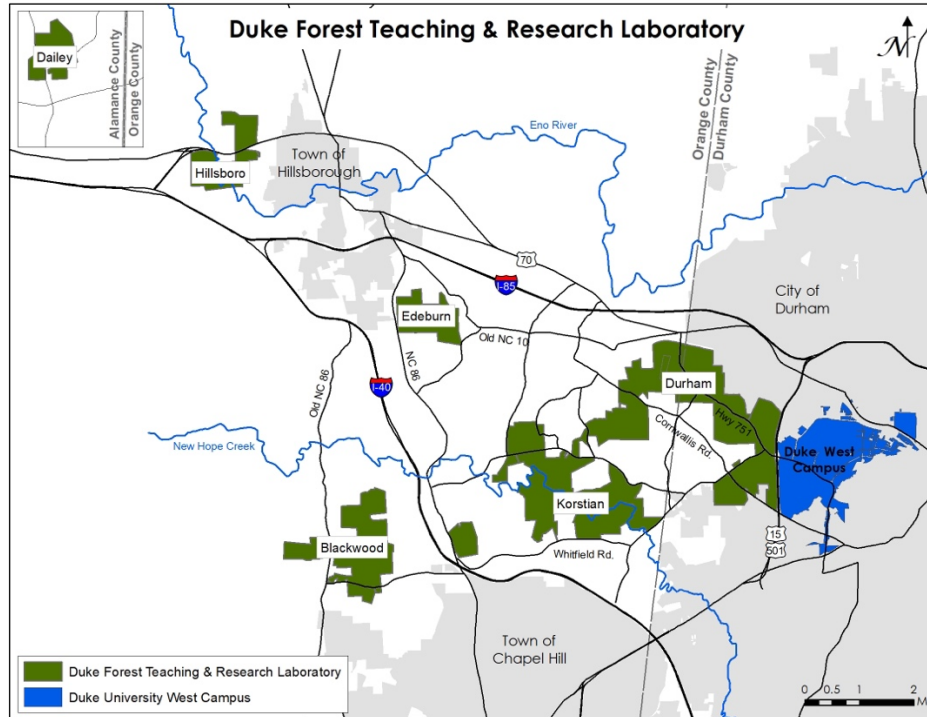 Duke Forest Teaching & Research Laboratory
N
Dailey
Alamance County
Orange County
Orange County
Durham County
Eno River
Town of
Hillsborough
Hillsboro
70
I-85
City of
Durham
Edeburn
Old NC 10
NC 86
Old NC 86
I-40
Durham
Hwy 751
Cornwallis Rd.
Duke West
Campus
New Hope Creek
Korstian
Blackwood
Whitfield Rd.
15
501
Town of
Chapel Hill
Duke Forest Teaching & Research Laboratory
Duke University West Campus
0 0.5 1 2
M